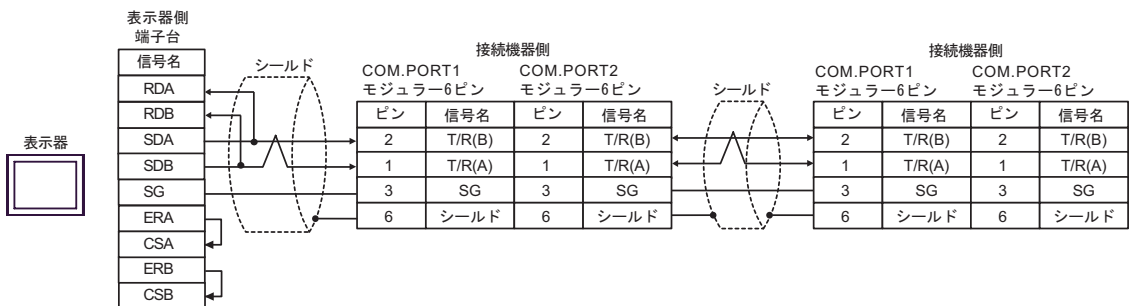 表示器
表示器側
端子台
信号名
RDA
RDB
SDA
SDB
SG
ERA
CSA
ERB
CSB
シールド
接続機器側
COM.PORT1 COM.PORT2
モジュラー6ピン モジュラー6ピン
ピン 信号名 ピン 信号名
2 T/R(B) 2 T/R(B)
1 T/R(A) 1 T/R(A)
3 SG 3 SG
6 シールド 6 シールド
シールド
接続機器側
COM.PORT1 COM.PORT2
モジュラー6ピン モジュラー6ピン
ピン 信号名 ピン 信号名
2 T/R(B) 2 T/R(B)
1 T/R(A) 1 T/R(A)
3 SG 3 SG
6 シールド 6 シールド